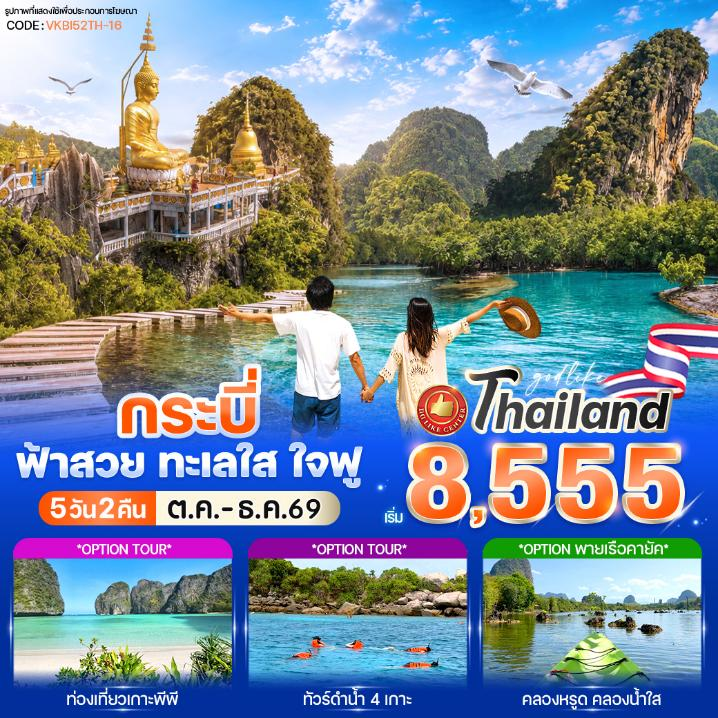 รูปภาพที่แสดงใช้เพื่อประกอบการโฆษณา
CODE : VKBI52TH-16
กระบี่
ฟ้าสวย ทะเลใส ใจฟู
5 วัน 2 คืน ต.ค. - ธ.ค. 69
godlike
GG LIKE CENTER
Thailand
เริ่ม 8,555
*OPTION TOUR*
ท่องเที่ยวเกาะพีพี
*OPTION TOUR*
ทัวร์ดำน้ำ 4 เกาะ
*OPTION พายเรือคายัค*
คลองหรูด คลองน้ำใส